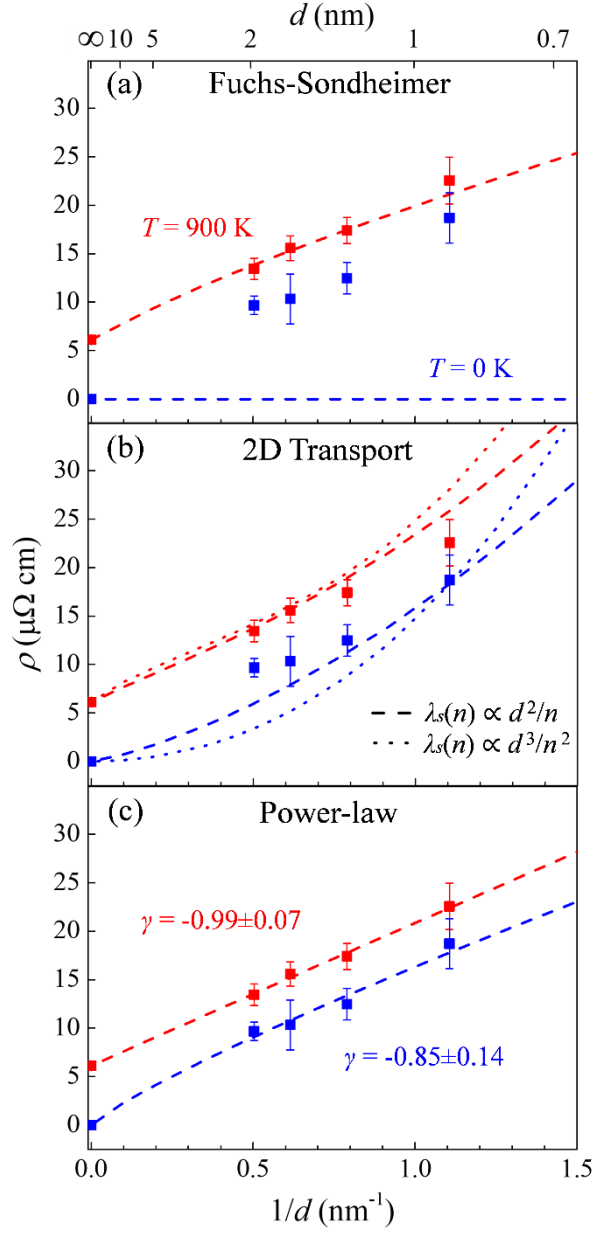 d (nm)
∞ 10 5 2 1 0.7
(a) Fuchs-Sondheimer
30
25
20
15
10
5
0
T = 900 K
T = 0 K
(b) 2D Transport
30
25
20
15
10
5
0
ρ (μΩ cm)
λs(n) ∝ d²/n
λs(n) ∝ d³/n²
(c) Power-law
30
25
20
15
10
5
0
γ = -0.99±0.07
γ = -0.85±0.14
0.0 0.5 1.0 1.5
1/d (nm⁻¹)